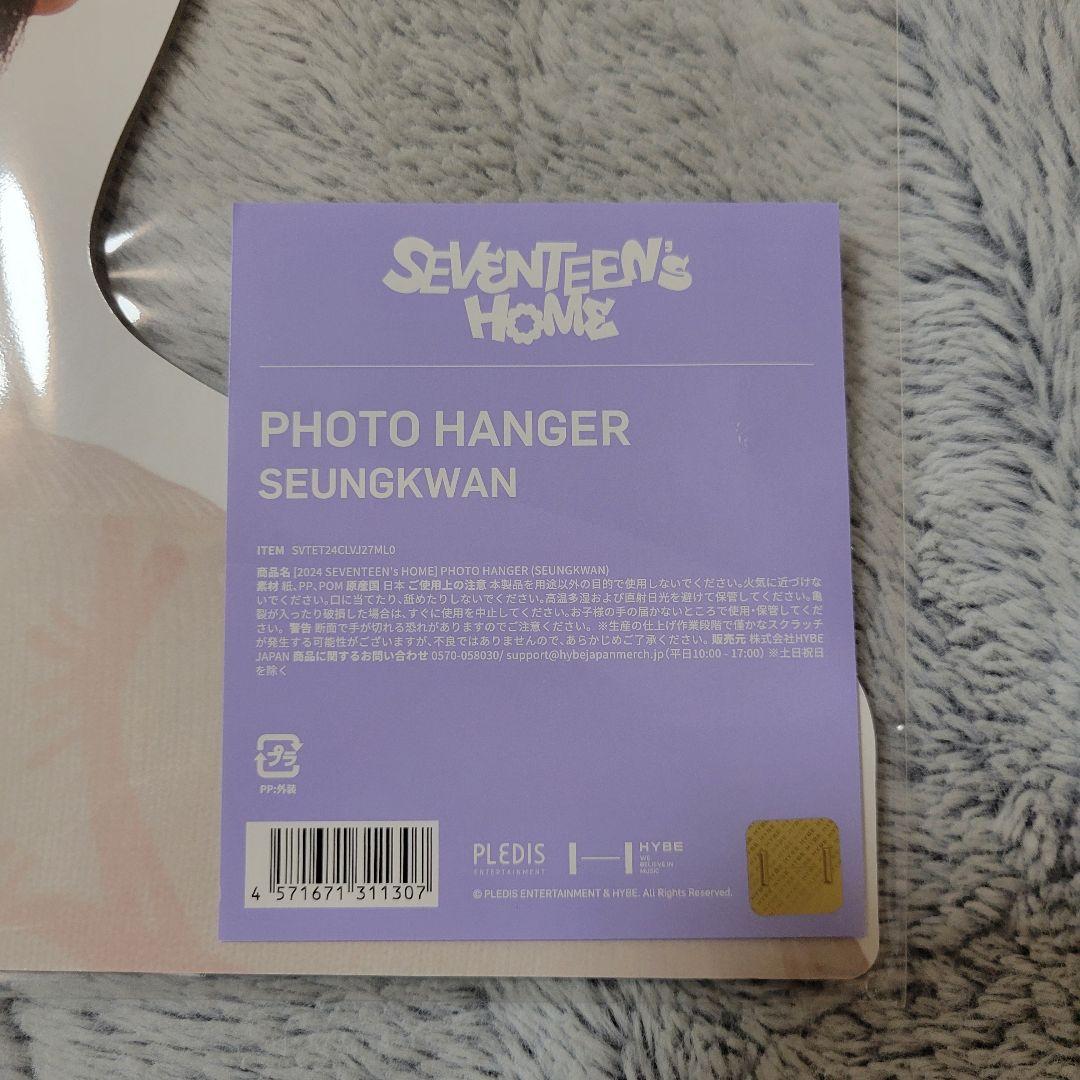 SEVENTEEN's
HOME
PHOTO HANGER
SEUNGKWAN
ITEM SVTET24CLVJ27ML0
商品名 [2024 SEVENTEEN's HOME] PHOTO HANGER (SEUNGKWAN)
素材 紙、PP、POM 原産国 日本 ご使用上の注意 本製品を用途以外の目的で使用しないでください。火気に近づけな
いでください。口に当てたり、舐めたりしないでください。高温多湿および直射日光を避けて保管してください。亀
裂が入ったり破損した場合は、すぐに使用を中止してください。お子様の手の届かないところで使用・保管してくだ
さい。 警告 断面で手が切れる恐れがありますのでご注意ください。 ※生産の仕上げ作業段階で僅かなスクラッチ
が発生する可能性がございますが、不良ではありませんので、あらかじめご了承ください。 販売元 株式会社HYBE
JAPAN 商品に関するお問い合わせ 0570-058030/ support@hybejapanmerch.jp (平日10:00 - 17:00) ※土日祝日
を除く
プラ
PP:外装
4 571671 311307
PLEDIS
ENTERTAINMENT
HYBE
WE
BELIEVE IN
MUSIC
© PLEDIS ENTERTAINMENT & HYBE. All Rights Reserved.